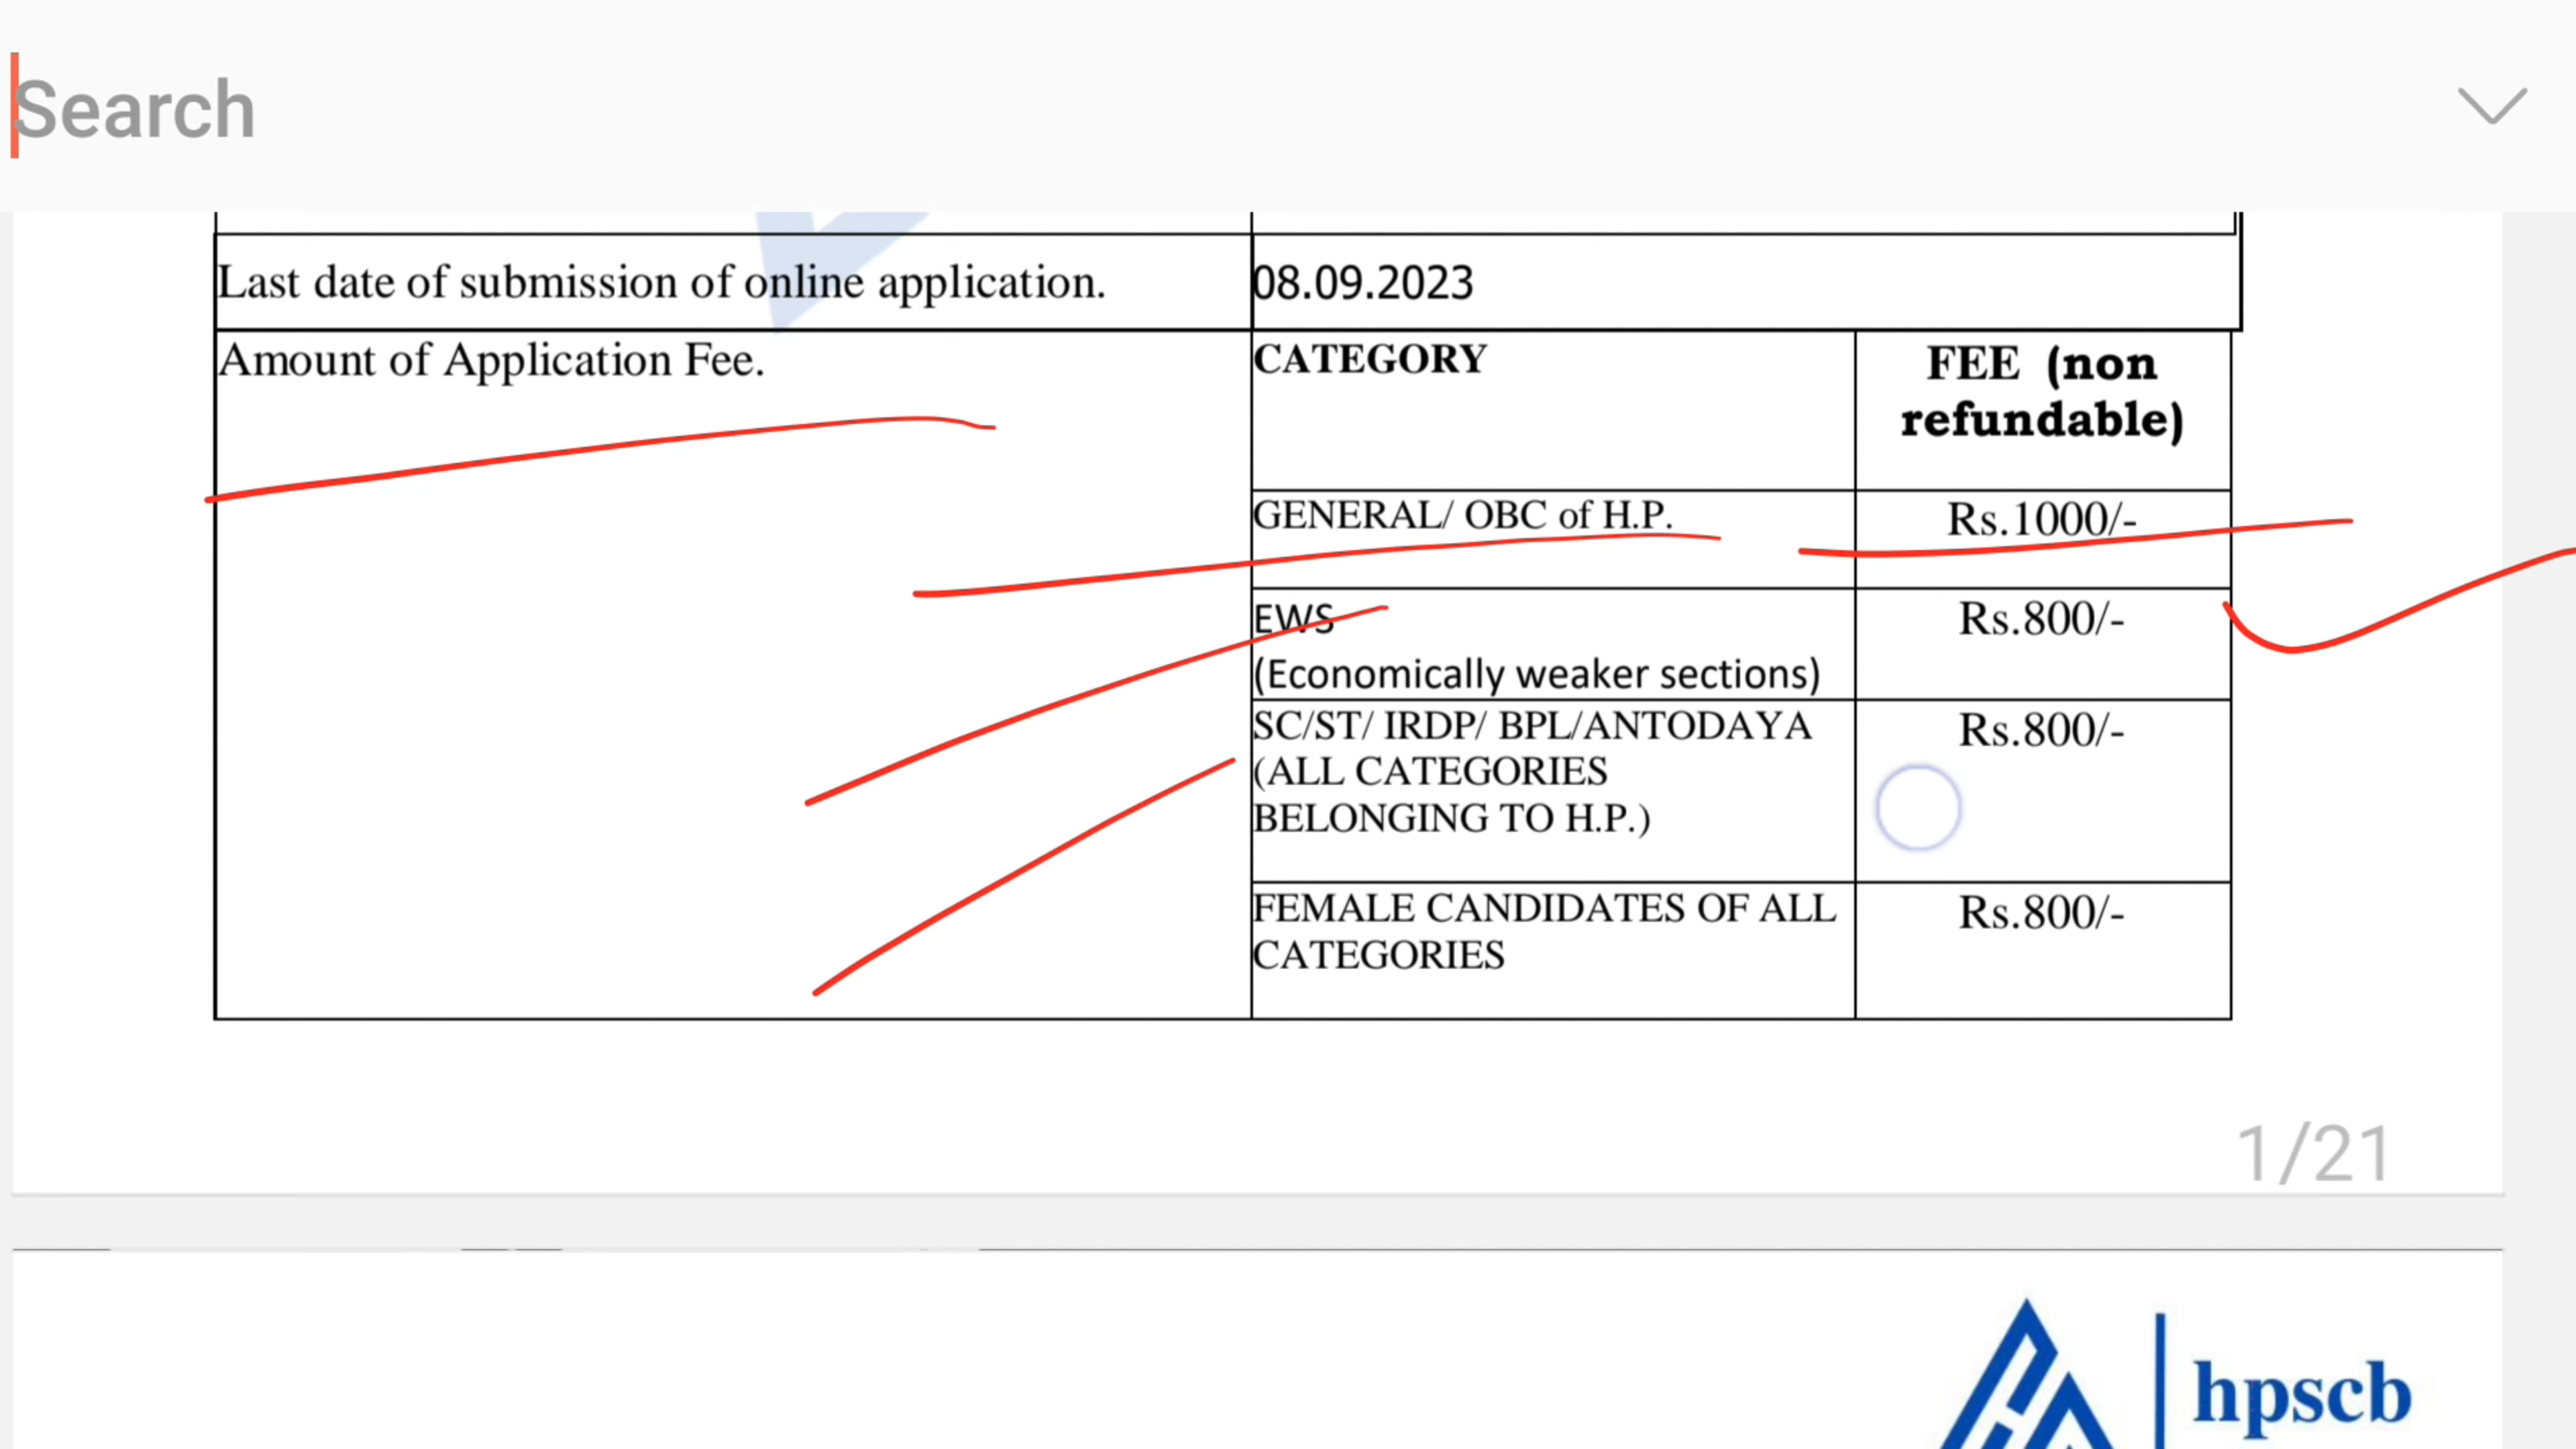 Search
Last date of submission of online application.
08.09.2023
Amount of Application Fee.
CATEGORY
FEE (non
refundable)
GENERAL/ OBC of H.P.
Rs.1000/-
EWS
(Economically weaker sections)
Rs.800/-
SC/ST/ IRDP/ BPL/ANTODAYA
(ALL CATEGORIES
BELONGING TO H.P.)
Rs.800/-
FEMALE CANDIDATES OF ALL
CATEGORIES
Rs.800/-
1/21
hpscb